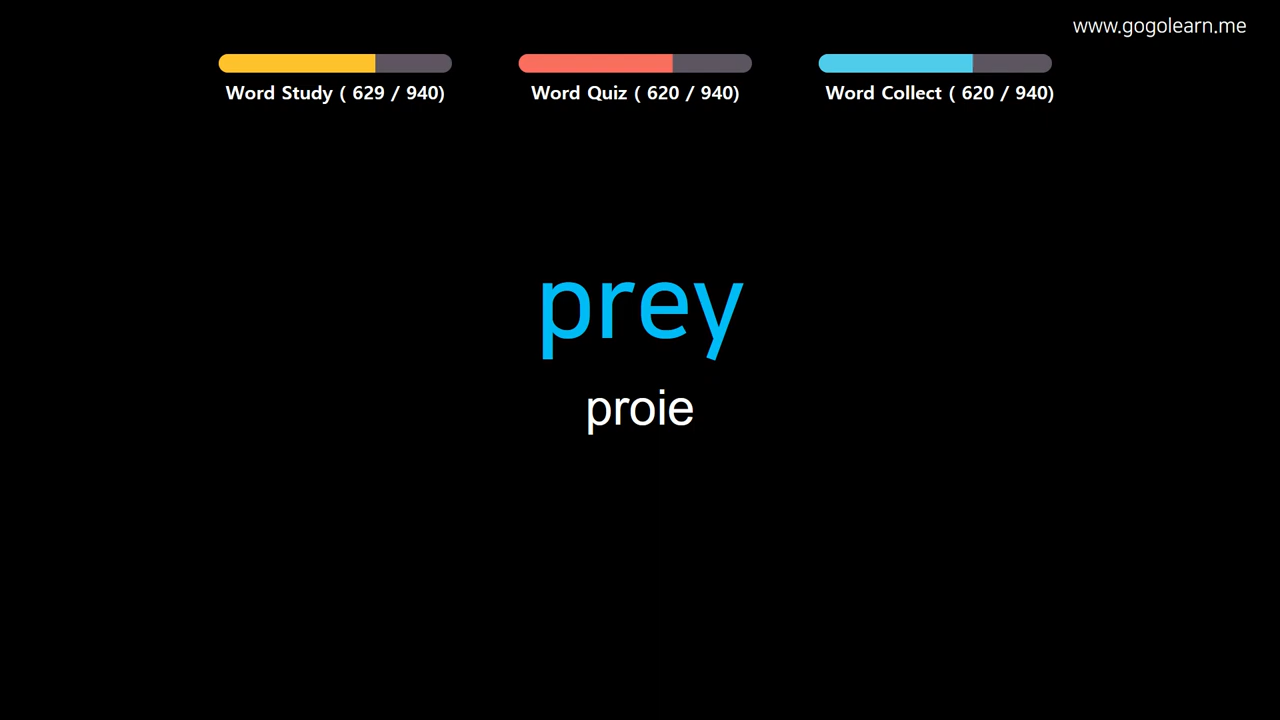 www.gogolearn.me
Word Study ( 629 / 940)
Word Quiz ( 620 / 940)
Word Collect ( 620 / 940)
prey
proie